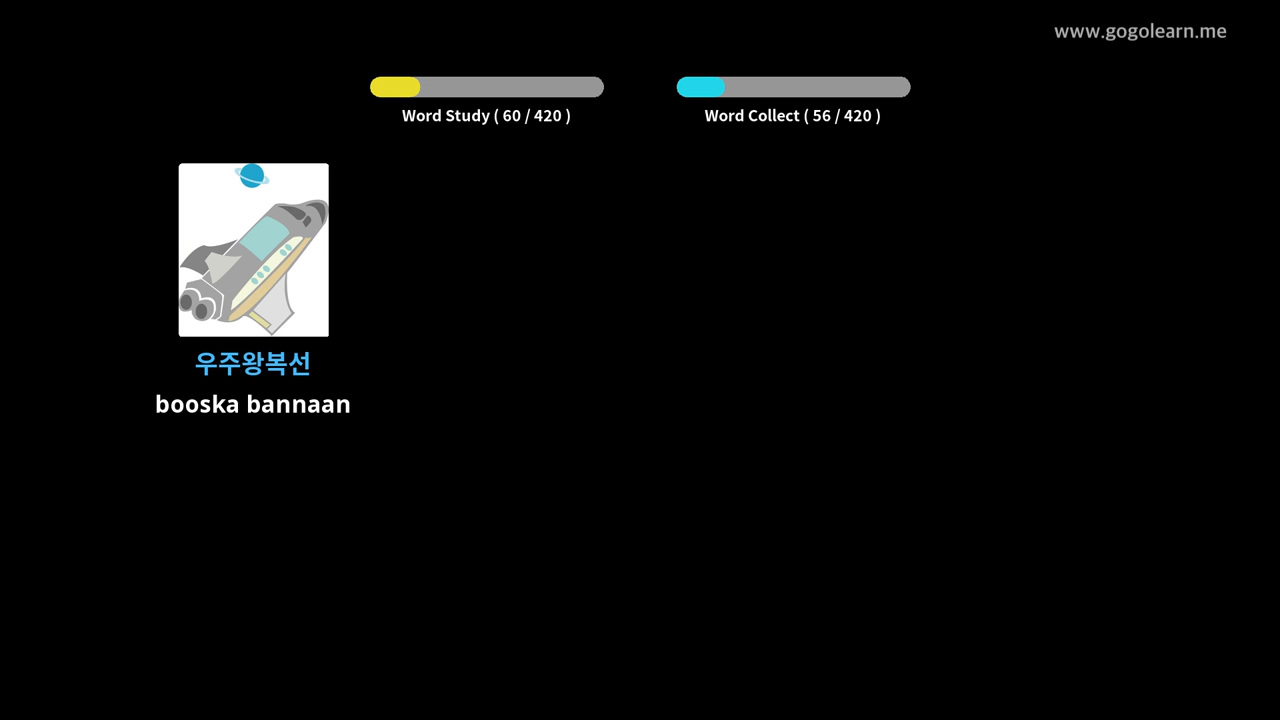 www.gogolearn.me
Word Study ( 60 / 420 )
Word Collect ( 56 / 420 )
우주왕복선
booska bannaan